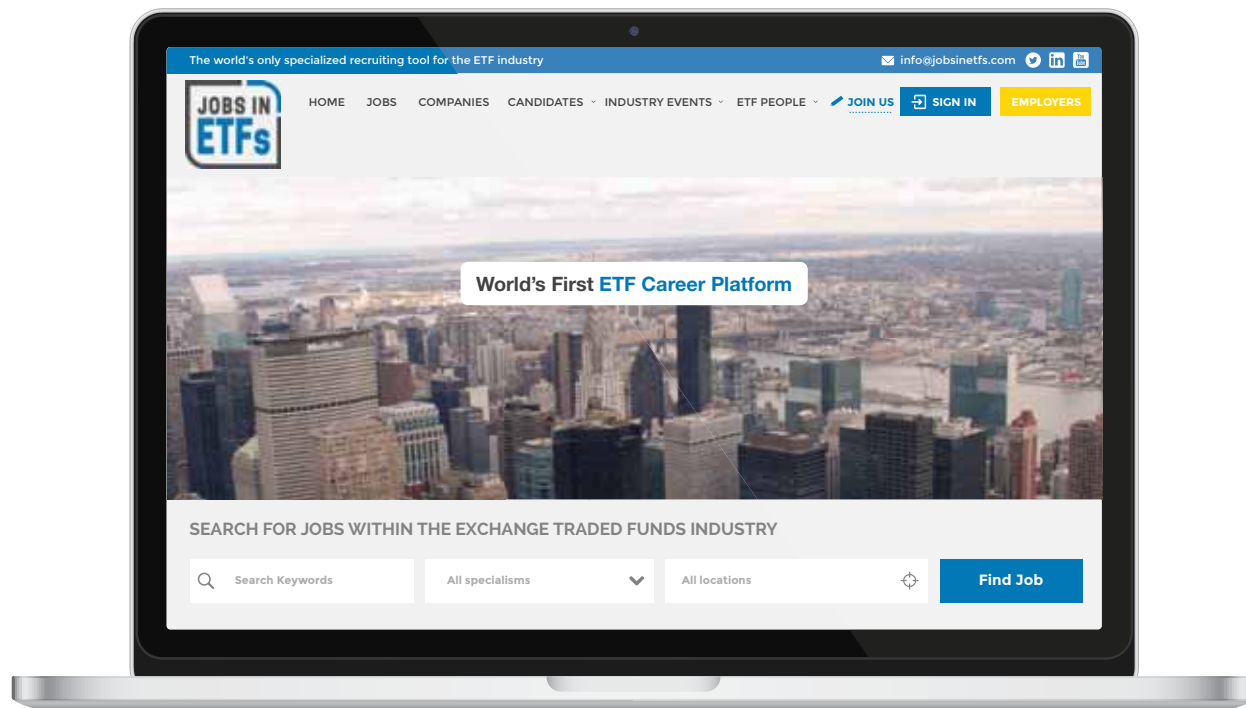 The world's only specialized recruiting tool for the ETF industry
info@jobsinetfs.com
You
JOBS IN
ETFs
HOME JOBS COMPANIES CANDIDATES INDUSTRY EVENTS ETF PEOPLE JOIN US SIGN IN EMPLOYERS
World's First ETF Career Platform
SEARCH FOR JOBS WITHIN THE EXCHANGE TRADED FUNDS INDUSTRY
Search Keywords All specialisms All locations Find Job